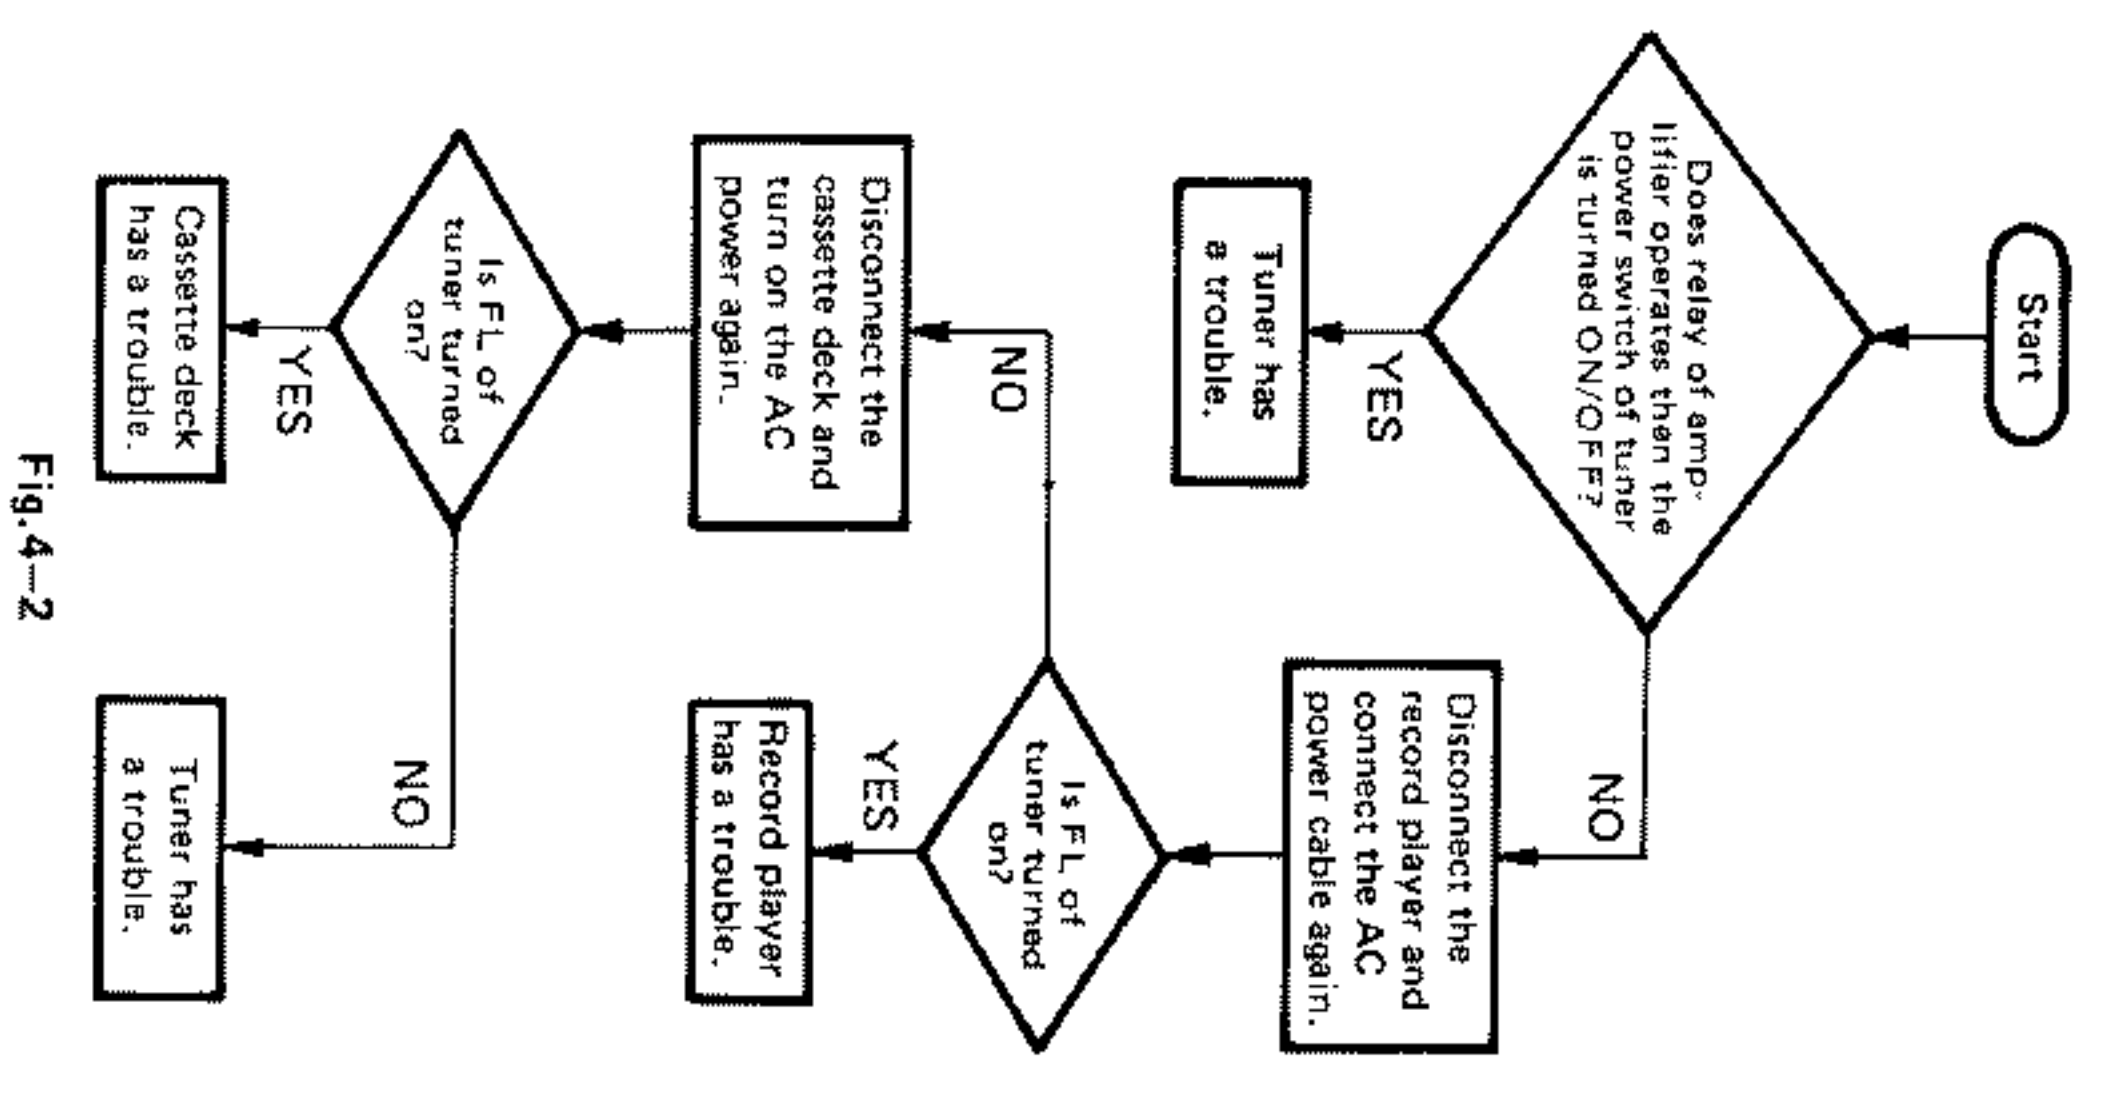 Start
Does relay of amp-
lifier operates then the
power switch of tuner
is turned ON/OFF?
YES
NO
Tuner has
a trouble.
Disconnect the
record player and
connect the AC
power cable again.
Is FL of
tuner turned
on?
NO
YES
Disconnect the
cassette deck and
turn on the AC
power again.
Record player
has a trouble.
Is FL of
tuner turned
on?
YES
NO
Cassette deck
has a trouble.
Tuner has
a trouble.
Fig.4—2